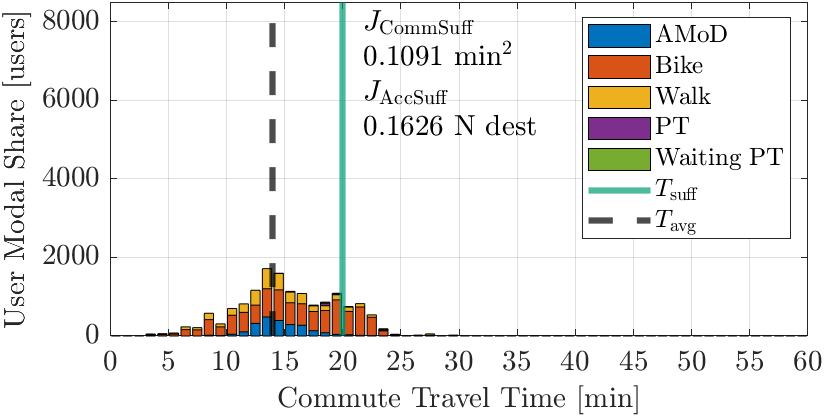 8000
6000
4000
2000
0
User Modal Share [users]
J_CommSuff
0.1091 min²
J_AccSuff
0.1626 N dest
AMoD
Bike
Walk
PT
Waiting PT
T_suff
T_avg
0 5 10 15 20 25 30 35 40 45 50 55 60
Commute Travel Time [min]